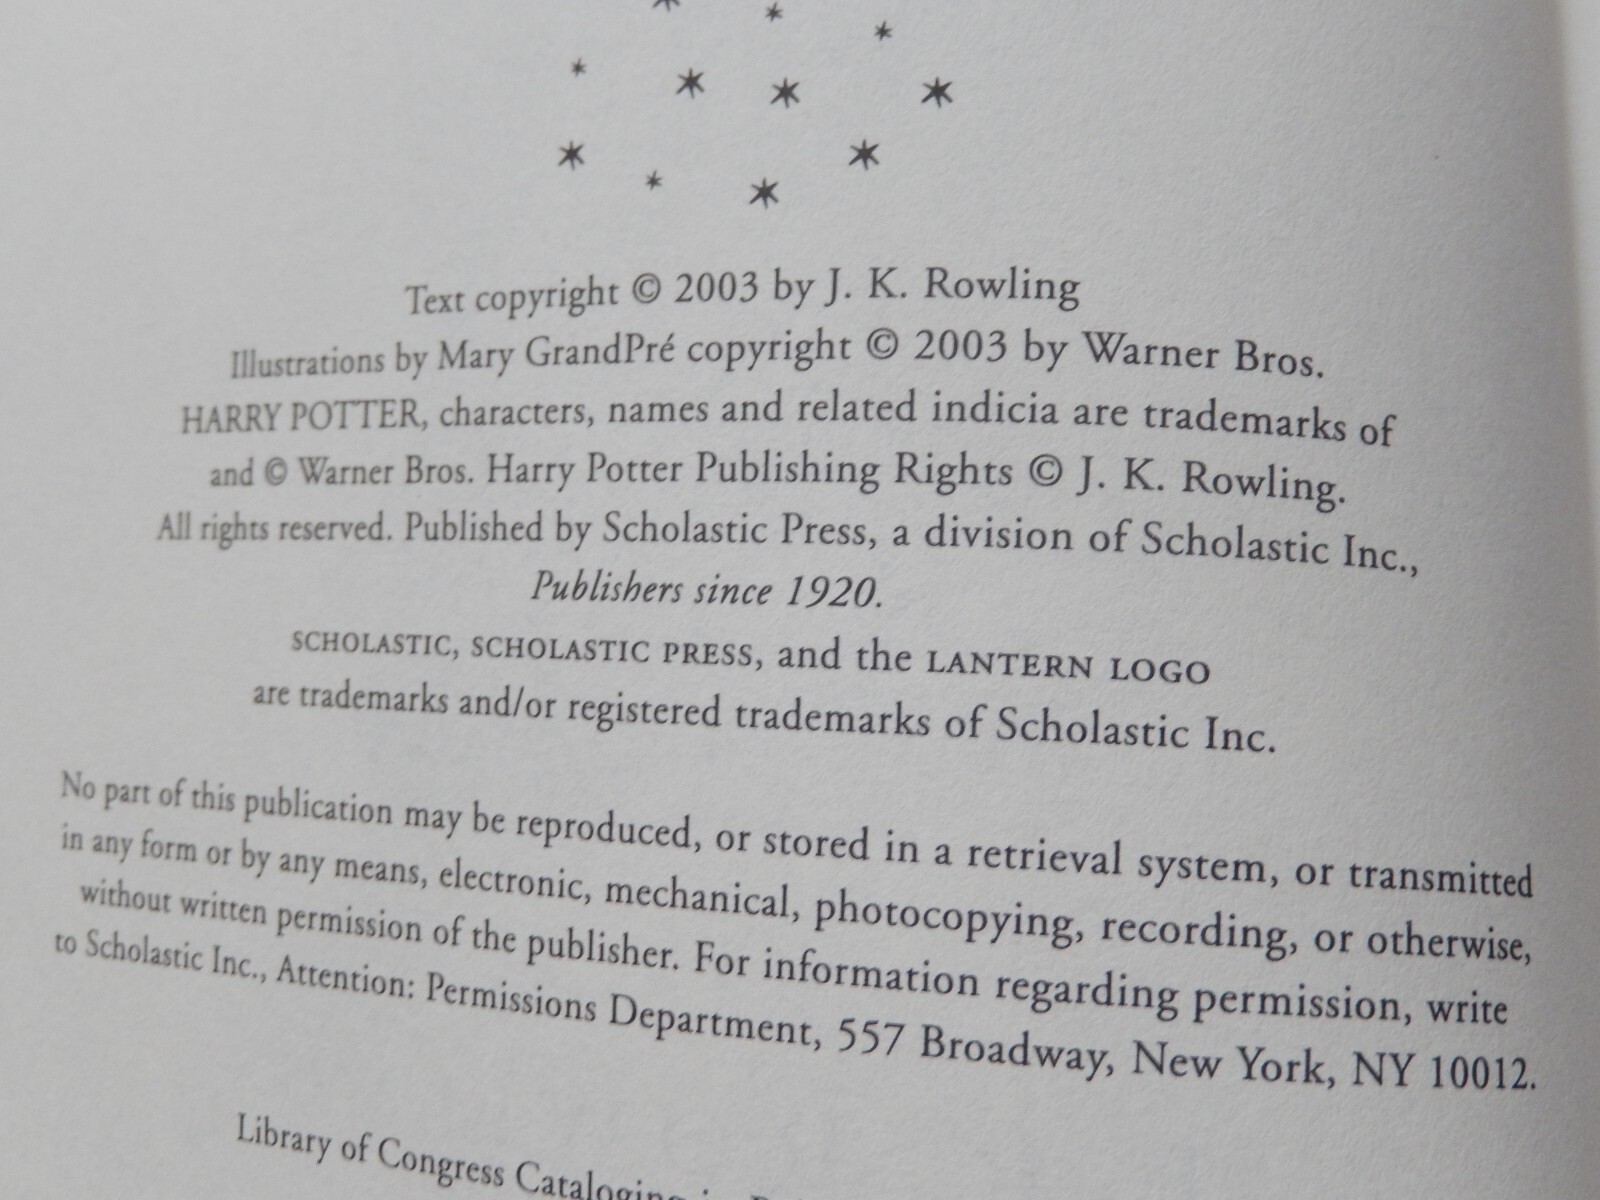 Text copyright © 2003 by J. K. Rowling
Illustrations by Mary GrandPré copyright © 2003 by Warner Bros.
HARRY POTTER, characters, names and related indicia are trademarks of
and © Warner Bros. Harry Potter Publishing Rights © J. K. Rowling.
All rights reserved. Published by Scholastic Press, a division of Scholastic Inc.,
Publishers since 1920.
SCHOLASTIC, SCHOLASTIC PRESS, and the LANTERN LOGO
are trademarks and/or registered trademarks of Scholastic Inc.
No part of this publication may be reproduced, or stored in a retrieval system, or transmitted
in any form or by any means, electronic, mechanical, photocopying, recording, or otherwise,
without written permission of the publisher. For information regarding permission, write
to Scholastic Inc., Attention: Permissions Department, 557 Broadway, New York, NY 10012.
Library of Congress Cataloging